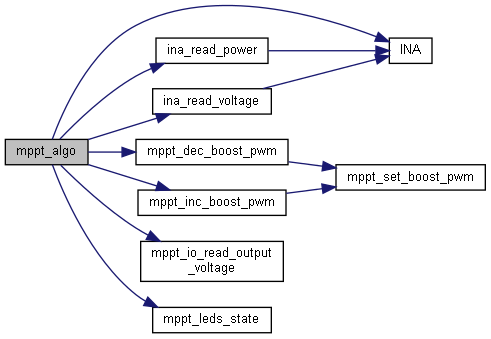 mppt_algo
INA
ina_read_power
ina_read_voltage
mppt_dec_boost_pwm
mppt_set_boost_pwm
mppt_inc_boost_pwm
mppt_io_read_output
_voltage
mppt_leds_state